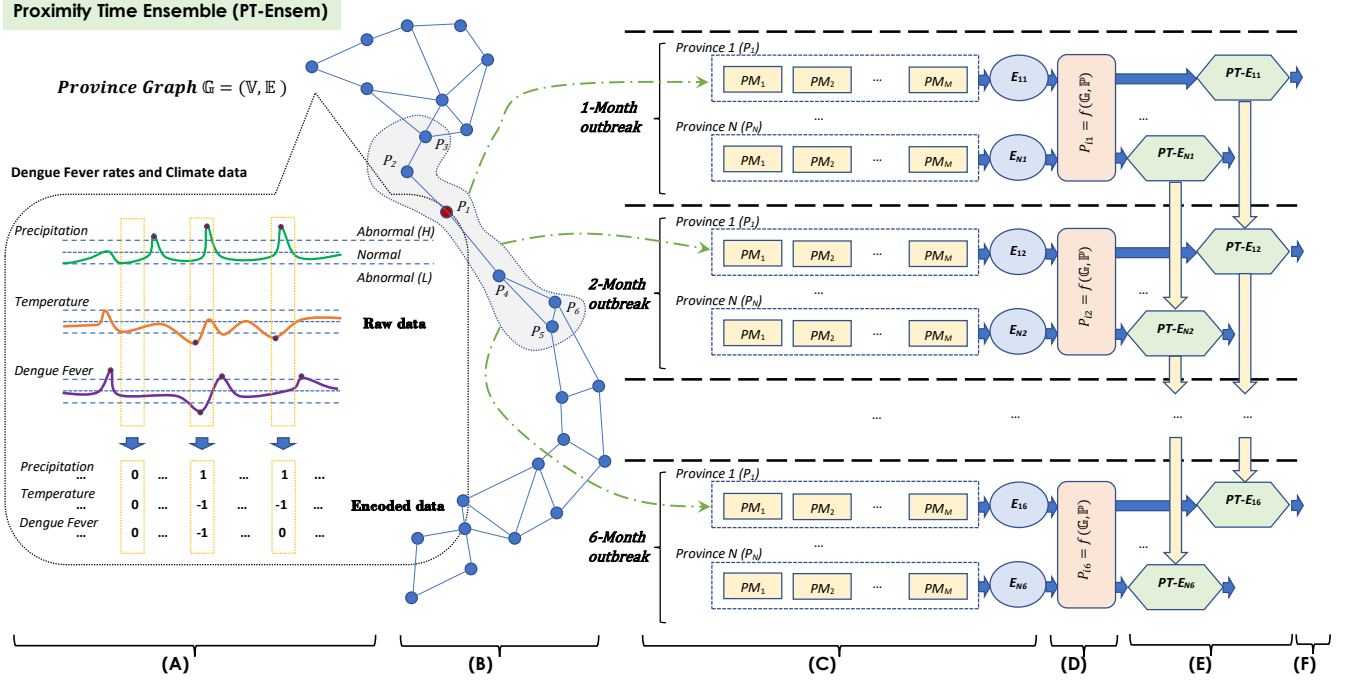 Proximity Time Ensemble (PT-Ensem)
Province Graph 𝔾 = (𝕍, 𝔼 )
Dengue Fever rates and Climate data
Precipitation
Abnormal (H)
Normal
Abnormal (L)
Temperature
Raw data
Dengue Fever
Precipitation
... 0 ... 1 ... 1 ...
Temperature
... 0 ... -1 ... -1 ...
Encoded data
Dengue Fever
... 0 ... -1 ... 0 ...
(A)
P3
P2
P1
P4
P6
P5
(B)
1-Month
outbreak
Province 1 (P1)
PM1 PM2 ... PMM
E11
...
Province N (PN)
PM1 PM2 ... PMM
EN1
Pi1 = f(𝔾, ℙ)
PT-E11
...
PT-EN1
2-Month
outbreak
Province 1 (P1)
PM1 PM2 ... PMM
E12
...
Province N (PN)
PM1 PM2 ... PMM
EN2
Pi2 = f(𝔾, ℙ)
PT-E12
...
PT-EN2
... ... ... ...
6-Month
outbreak
Province 1 (P1)
PM1 PM2 ... PMM
E16
...
Province N (PN)
PM1 PM2 ... PMM
EN6
Pi6 = f(𝔾, ℙ)
PT-E16
...
PT-EN6
(C)
(D)
(E)
(F)